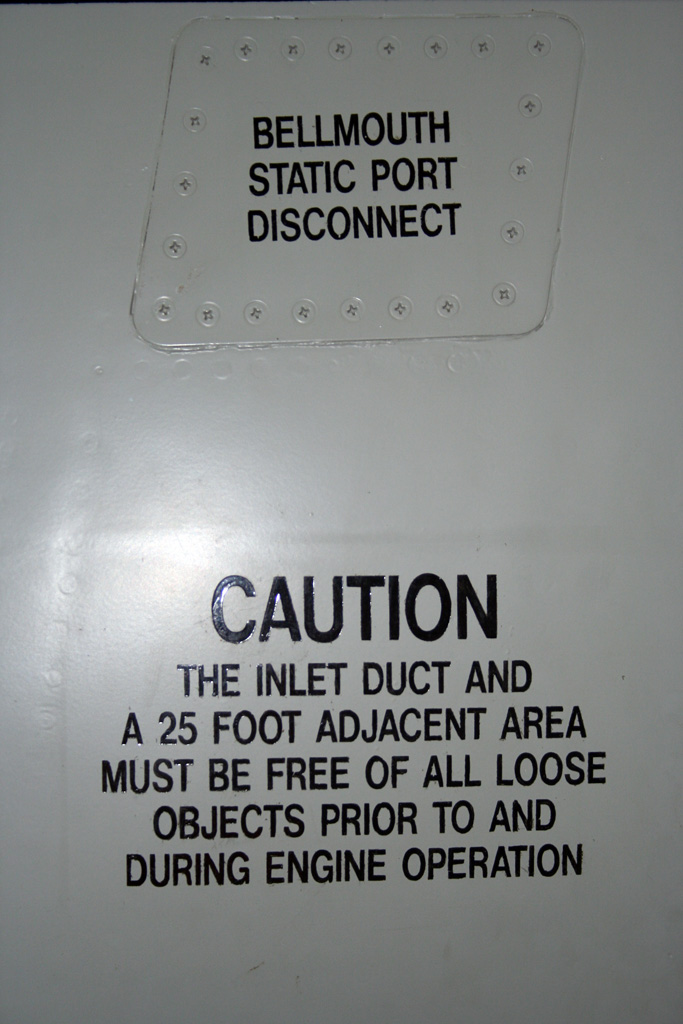 BELLMOUTH
STATIC PORT
DISCONNECT
CAUTION
THE INLET DUCT AND
A 25 FOOT ADJACENT AREA
MUST BE FREE OF ALL LOOSE
OBJECTS PRIOR TO AND
DURING ENGINE OPERATION